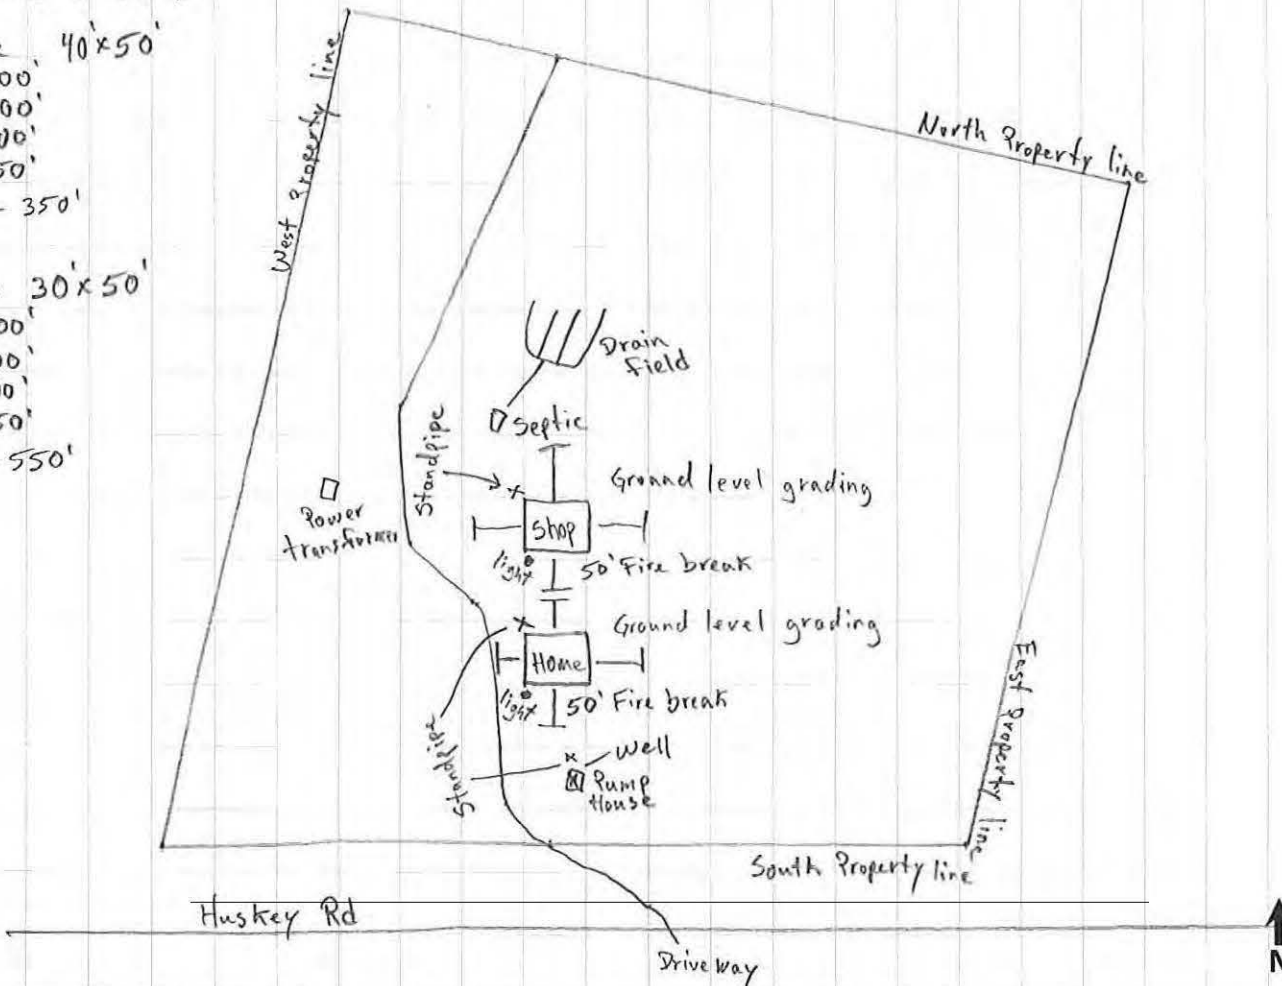 40'x50'
00'
00'
00'
50'
350'
30'x50'
00'
00'
00'
50'
550'
West Property line
North Property line
Drain
Field
Septic
Standpipe
Ground level grading
Power
transformer
Shop
light
50' Fire break
Ground level grading
Home
light
50' Fire break
East Property line
Standpipe
Well
Pump
House
South Property line
Huskey Rd
Driveway
N